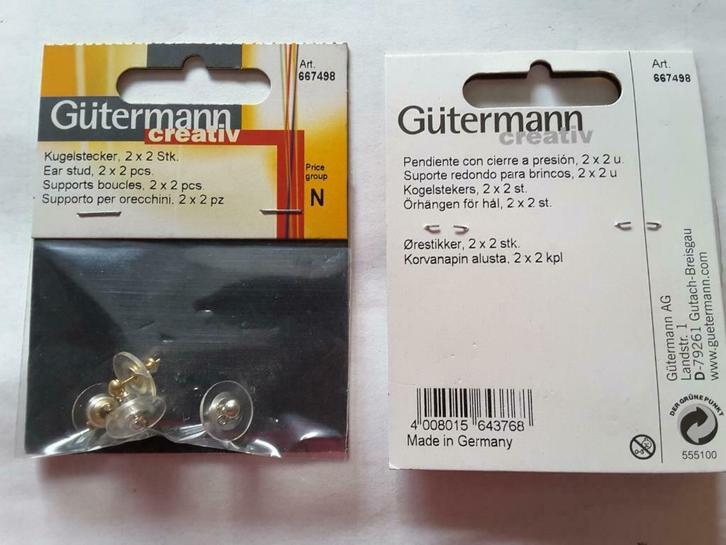 Art.
667498
Gütermann
creativ
Kugelstecker, 2 x 2 Stk.
Ear stud, 2 x 2 pcs.
Supports boucles, 2 x 2 pcs.
Supporto per orecchini, 2 x 2 pz
Price
group
N
Art.
667498
Gütermann
creativ
Pendiente con cierre a presión, 2 x 2 u.
Suporte redondo para brincos, 2 x 2 u
Kogelstekers, 2 x 2 st.
Örhängen för hål, 2 x 2 st.
Ørestikker, 2 x 2 stk.
Korvanapin alusta, 2 x 2 kpl
Gütermann AG
Landstr. 1
D-79261 Gutach-Breisgau
www.guetermann.com
4 008015 643768
Made in Germany
0-3
DER GRÜNE PUNKT
555100